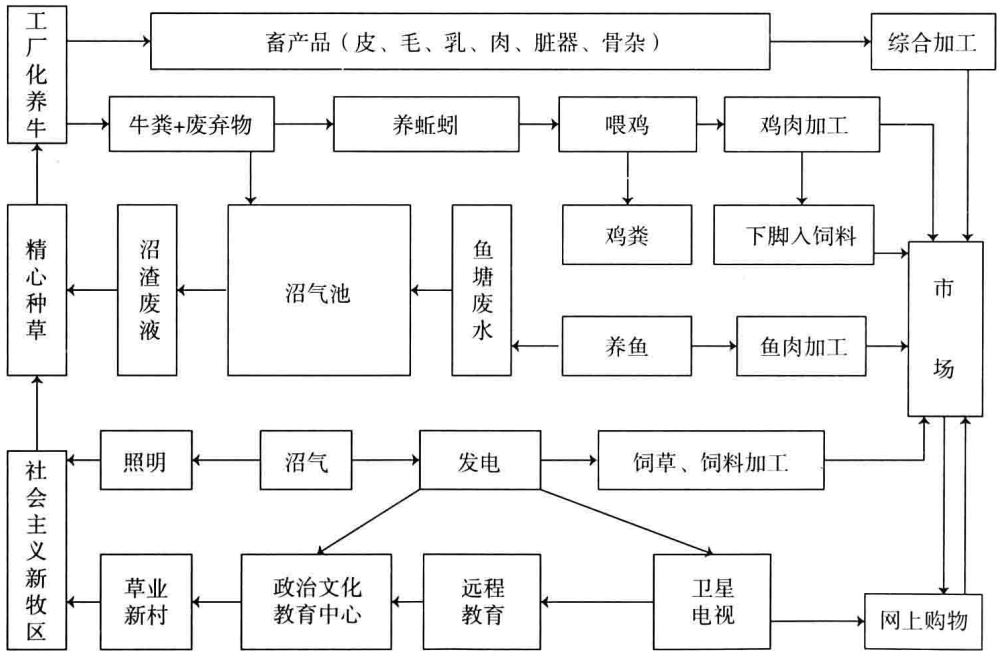 工厂化养牛
畜产品（皮、毛、乳、肉、脏器、骨杂）
综合加工
牛粪+废弃物
养蚯蚓
喂鸡
鸡肉加工
精心种草
沼渣废液
沼气池
鱼塘废水
鸡粪
下脚入饲料
市场
养鱼
鱼肉加工
社会主义新牧区
照明
沼气
发电
饲草、饲料加工
草业
新村
政治文化
教育中心
远程
教育
卫星
电视
网上购物